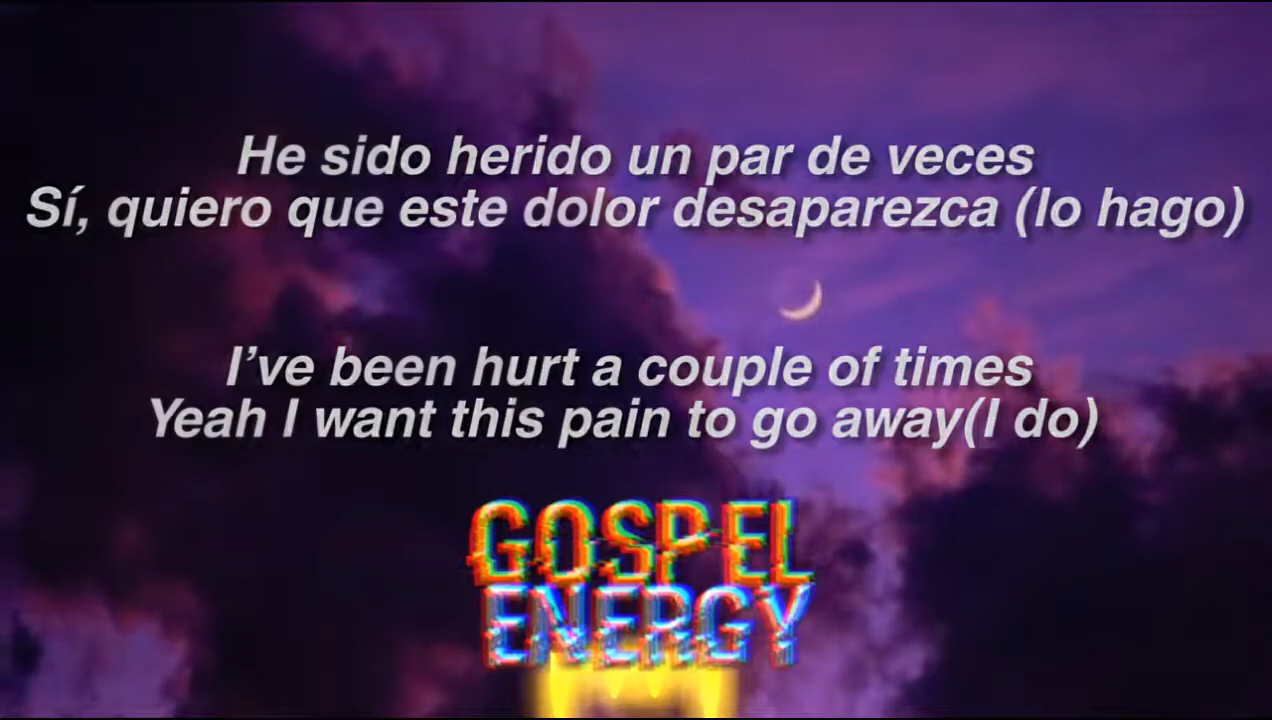 He sido herido un par de veces
Sí, quiero que este dolor desaparezca (lo hago)
I’ve been hurt a couple of times
Yeah I want this pain to go away(I do)
GOSPEL
ENERGY